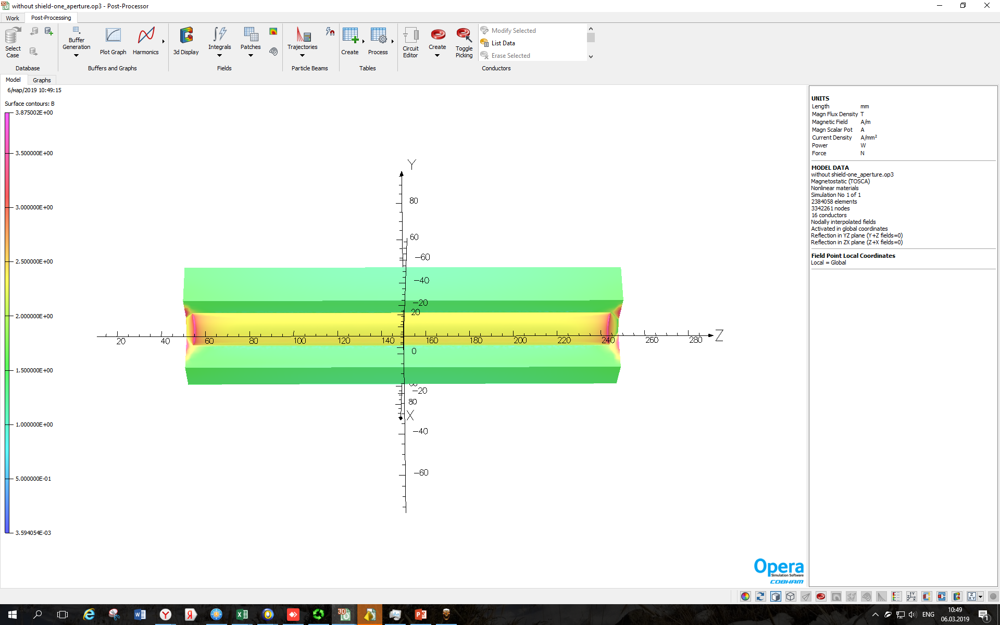 without shield-one_aperture.op3 - Post-Processor
Work Post-Processing
Select Case
Database
Buffer Generation
Plot Graph
Harmonics
Buffers and Graphs
3d Display
Integrals
Patches
Fields
Trajectories
Particle Beams
Create
Process
Tables
Circuit Editor
Create
Toggle Picking
Modify Selected
List Data
Erase Selected
Conductors
Model Graphs
6/мар/2019 10:49:15
Surface contours: B
3.875002E+00
3.500000E+00
3.000000E+00
2.500000E+00
2.000000E+00
1.500000E+00
1.000000E+00
5.000000E-01
3.594054E-03
Y
80
60
-60
-40
-20
20
20 40 60 80 100 120 140 160 180 200 220 240 260 280 Z
0
-20
80
X
-40
-60
UNITS
Length mm
Magn Flux Density T
Magnetic Field A/m
Magn Scalar Pot A
Current Density A/mm²
Power W
Force N
MODEL DATA
without shield-one_aperture.op3
Magnetostatic (TOSCA)
Nonlinear materials
Simulation No 1 of 1
2384058 elements
3342261 nodes
16 conductors
Nodally interpolated fields
Activated in global coordinates
Reflection in YZ plane (Y+Z fields=0)
Reflection in ZX plane (Z+X fields=0)
Field Point Local Coordinates
Local = Global
Opera
Simulation Software
COBHAM
ENG
10:49
06.03.2019